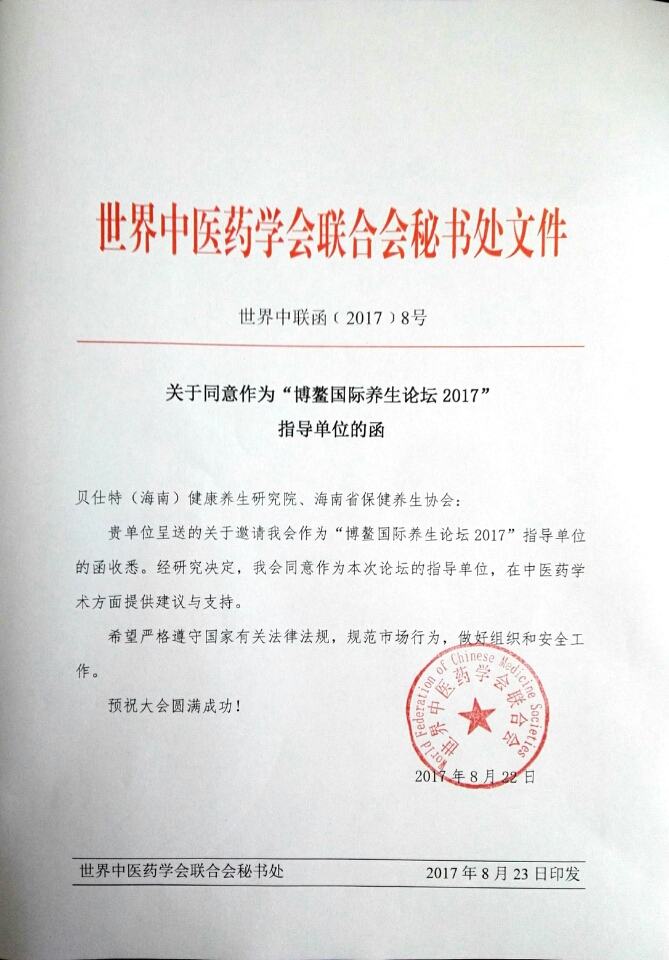 世界中医药学会联合会秘书处文件
世界中联函﹝2017﹞8号
关于同意作为“博鳌国际养生论坛2017”
指导单位的函
贝仕特（海南）健康养生研究院、海南省保健养生协会：
贵单位呈送的关于邀请我会作为“博鳌国际养生论坛2017”指导单位
的函收悉。经研究决定，我会同意作为本次论坛的指导单位，在中医药学
术方面提供建议与支持。
希望严格遵守国家有关法律法规，规范市场行为，做好组织和安全工
作。
预祝大会圆满成功！
World Federation of Chinese Medicine Societies
世界中医药学会联合会
2017年8月22日
世界中医药学会联合会秘书处 2017年8月23日印发